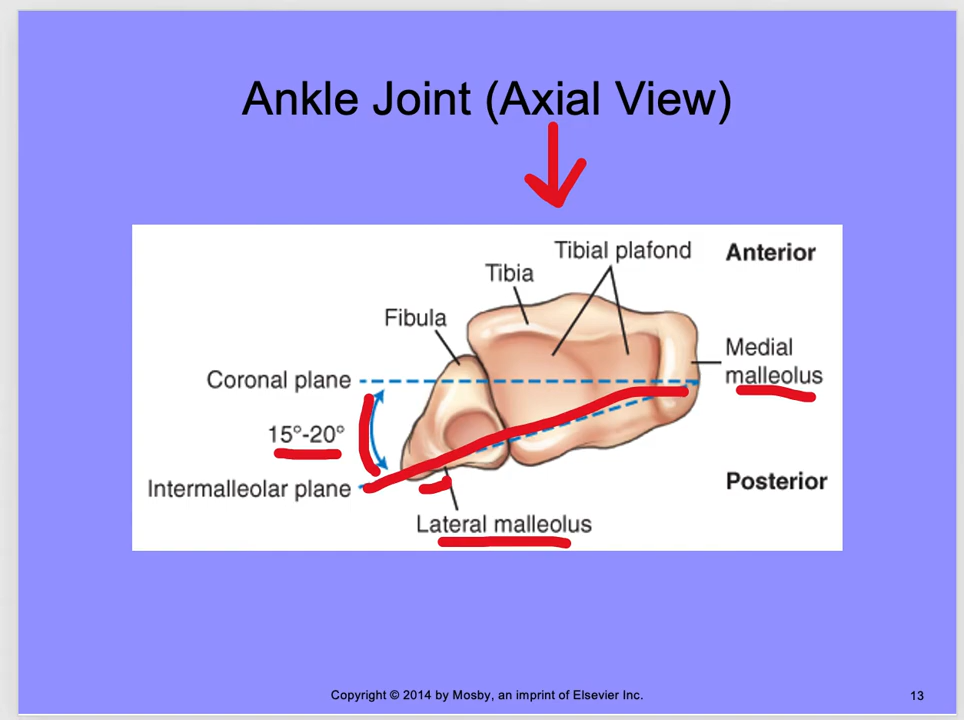 Ankle Joint (Axial View)
Tibial plafond
Anterior
Tibia
Fibula
Medial
malleolus
Coronal plane
15°-20°
Intermalleolar plane
Posterior
Lateral malleolus
Copyright © 2014 by Mosby, an imprint of Elsevier Inc.
13